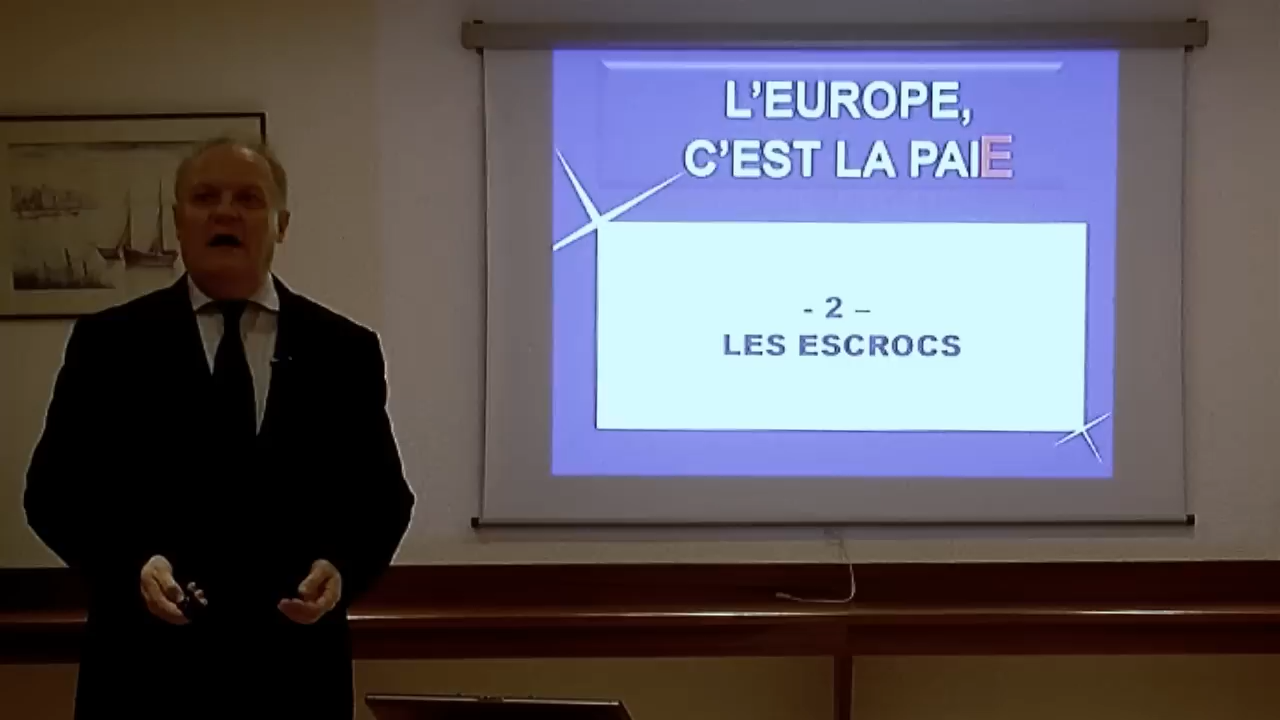 L'EUROPE,
C'EST LA PAIE
- 2 –
LES ESCROCS